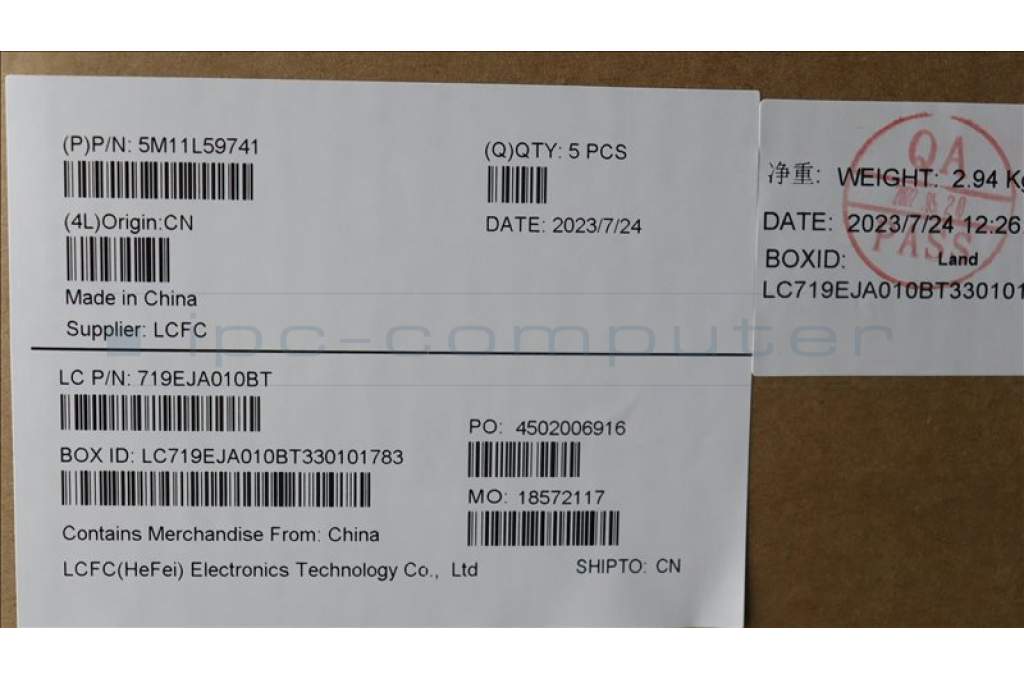 (P)P/N: 5M11L59741
(Q)QTY: 5 PCS
(4L)Origin:CN
DATE: 2023/7/24
Made in China
Supplier: LCFC
LC P/N: 719EJA010BT
PO: 4502006916
BOX ID: LC719EJA010BT330101783
MO: 18572117
Contains Merchandise From: China
LCFC(HeFei) Electronics Technology Co., Ltd
SHIPTO: CN
净重: WEIGHT: 2.94 Kg
DATE: 2023/7/24 12:26
BOXID: Land
LC719EJA010BT330101
QA
PASS
ipc-computer